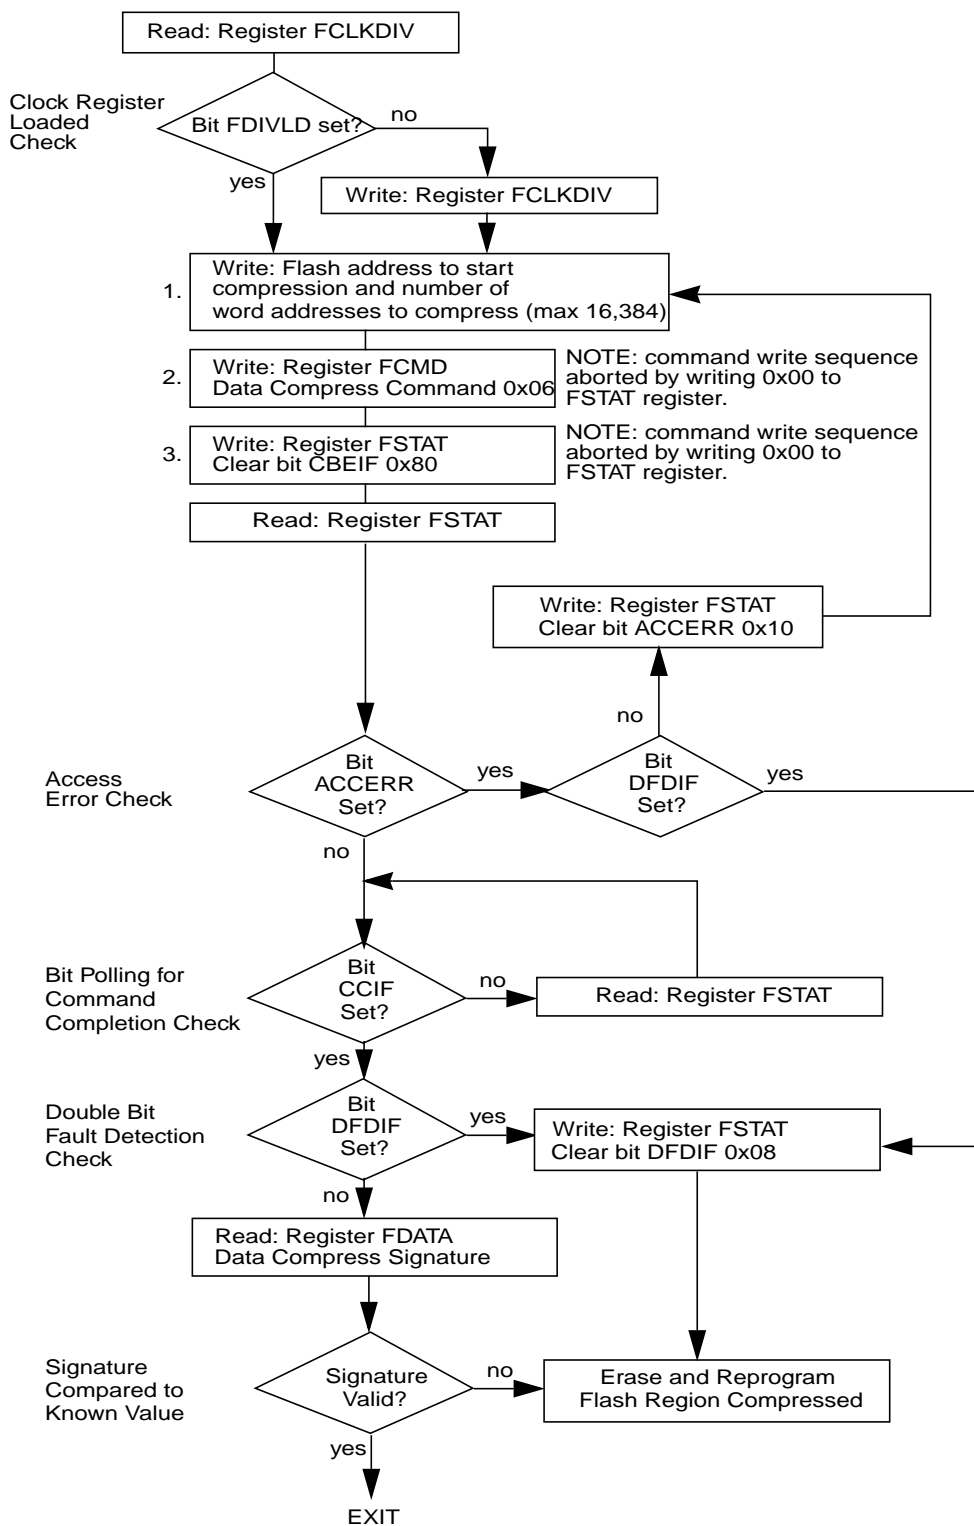 Read: Register FCLKDIV
Clock Register
Loaded
Check
Bit FDIVLD set?
no
yes
Write: Register FCLKDIV
1.
Write: Flash address to start
compression and number of
word addresses to compress (max 16,384)
2.
Write: Register FCMD
Data Compress Command 0x06
NOTE: command write sequence
aborted by writing 0x00 to
FSTAT register.
3.
Write: Register FSTAT
Clear bit CBEIF 0x80
NOTE: command write sequence
aborted by writing 0x00 to
FSTAT register.
Read: Register FSTAT
Write: Register FSTAT
Clear bit ACCERR 0x10
no
Access
Error Check
Bit
ACCERR
Set?
yes
Bit
DFDIF
Set?
yes
no
Bit Polling for
Command
Completion Check
Bit
CCIF
Set?
no
Read: Register FSTAT
yes
Double Bit
Fault Detection
Check
Bit
DFDIF
Set?
yes
Write: Register FSTAT
Clear bit DFDIF 0x08
no
Read: Register FDATA
Data Compress Signature
Signature
Compared to
Known Value
Signature
Valid?
no
Erase and Reprogram
Flash Region Compressed
yes
EXIT